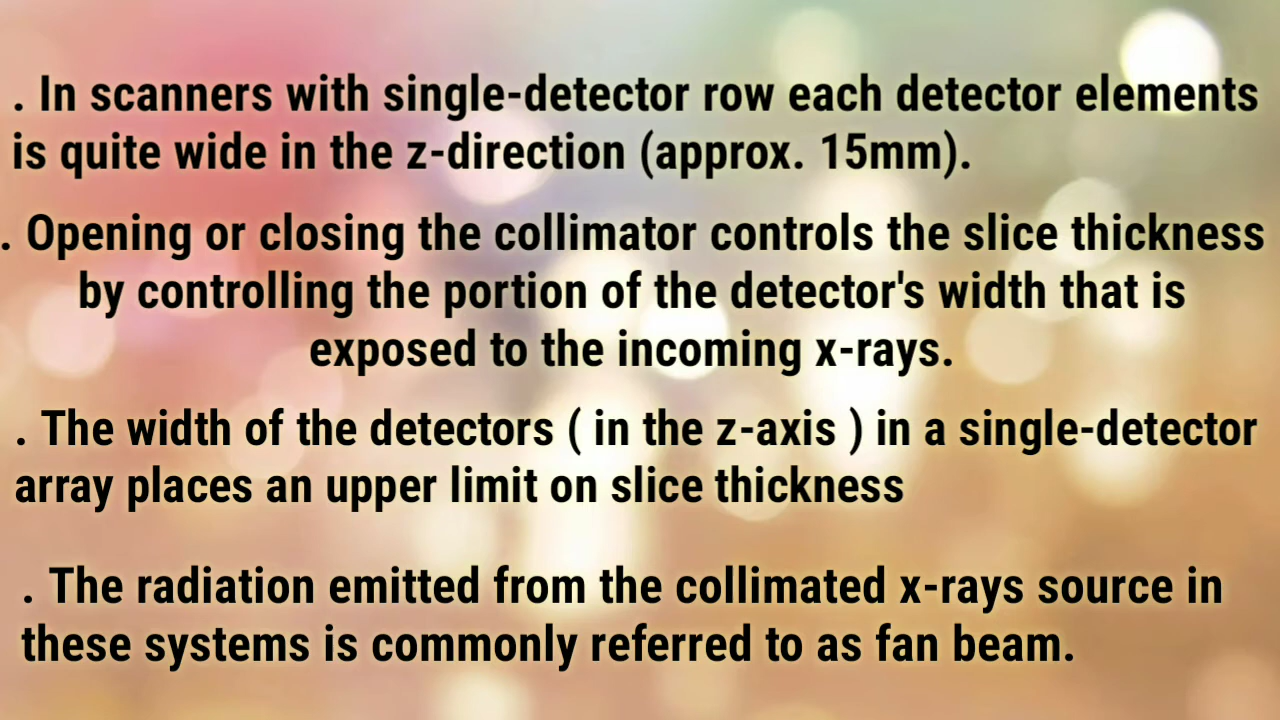 . In scanners with single-detector row each detector elements
is quite wide in the z-direction (approx. 15mm).
. Opening or closing the collimator controls the slice thickness
by controlling the portion of the detector's width that is
exposed to the incoming x-rays.
. The width of the detectors ( in the z-axis ) in a single-detector
array places an upper limit on slice thickness
. The radiation emitted from the collimated x-rays source in
these systems is commonly referred to as fan beam.